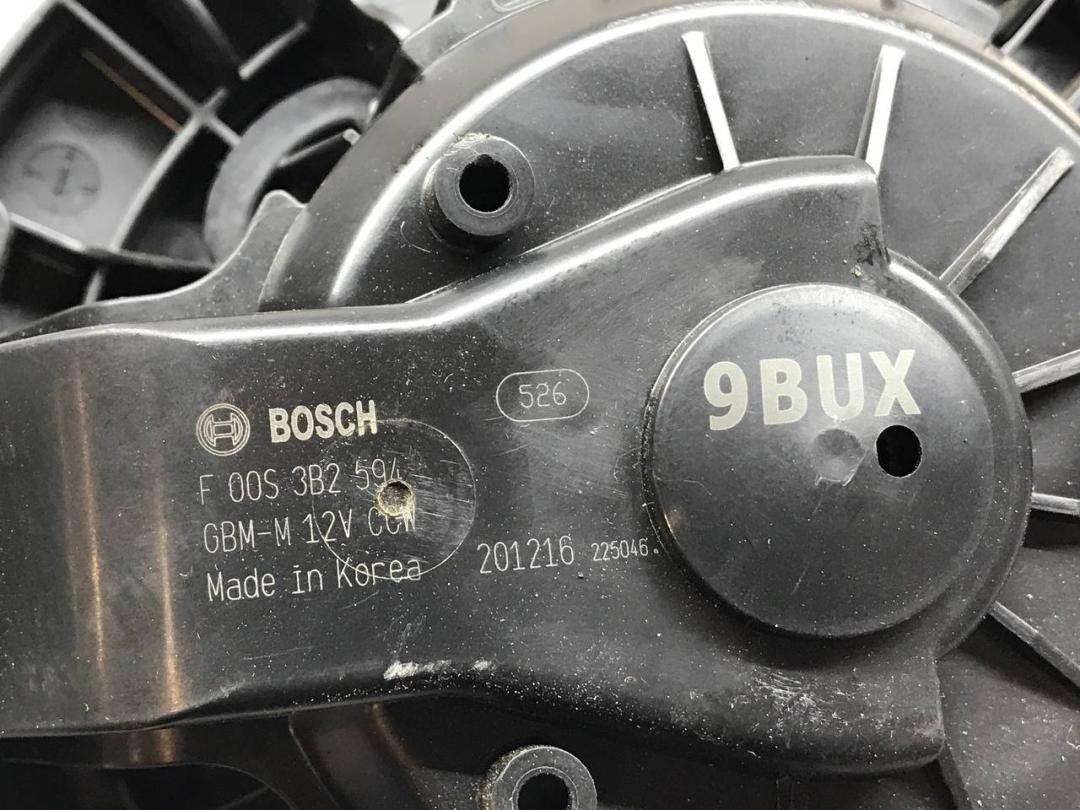 BOSCH
526
9BUX
F 00S 3B2 594
GBM-M 12V CCW
Made in Korea
201216 225046.